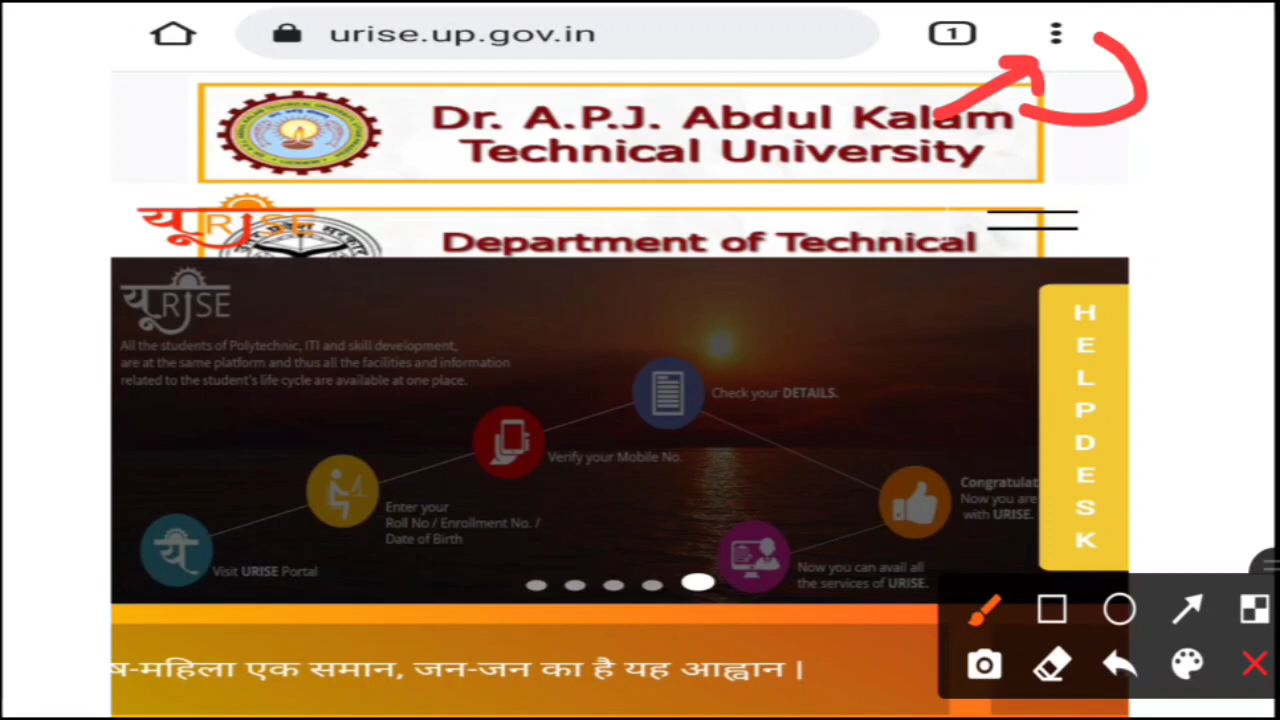 urise.up.gov.in
1
Dr. A.P.J. Abdul Kalam
Technical University
यू RISE
Department of Technical
यू RISE
All the students of Polytechnic, ITI and skill development,
are at the same platform and thus all the facilities and information
related to the student's life cycle are available at one place.
Check your DETAILS.
Verify your Mobile No.
Enter your
Roll No / Enrollment No. /
Date of Birth
Visit URISE Portal
Congratulat
Now you are
with URISE.
Now you can avail all
the services of URISE.
HELPDESK
ष-महिला एक समान, जन-जन का है यह आह्वान |